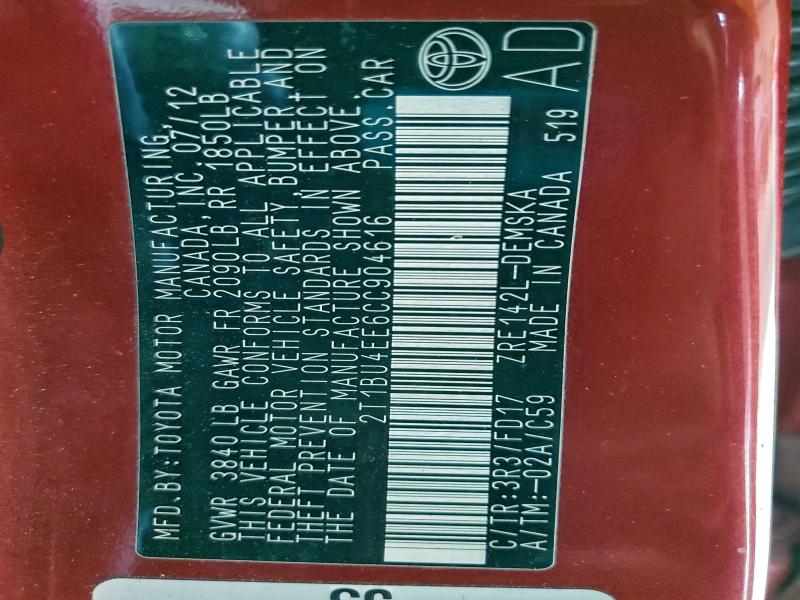 MFD.BY:TOYOTA MOTOR MANUFACTURING,
CANADA, INC. 07/12
GVWR 3840LB GAWR FR 2090LB, RR 1850LB
THIS VEHICLE CONFORMS TO ALL APPLICABLE
FEDERAL MOTOR VEHICLE SAFETY, BUMPER, AND
THEFT PREVENTION STANDARDS IN EFFECT ON
THE DATE OF MANUFACTURE SHOWN ABOVE.
2T1BU4EE6CC904616 PASS.CAR
C/TR:3R3/FD17 ZRE142L-DEMSKA AD
A/TM:-02A/C59 MADE IN CANADA 519